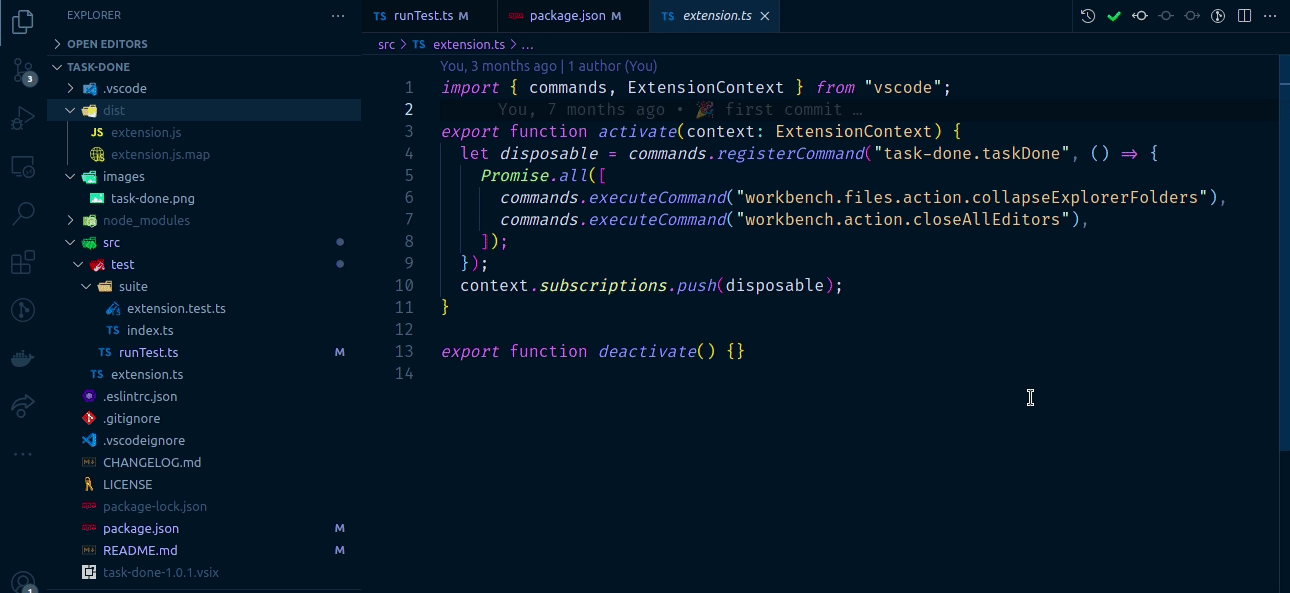 EXPLORER
OPEN EDITORS
TASK-DONE
.vscode
dist
JS extension.js
extension.js.map
images
task-done.png
node_modules
src
test
suite
extension.test.ts
TS index.ts
TS runTest.ts M
TS extension.ts
.eslintrc.json
.gitignore
.vscodeignore
CHANGELOG.md
LICENSE
package-lock.json
package.json M
README.md M
task-done-1.0.1.vsix
3
1
TS runTest.ts M
package.json M
TS extension.ts
src > TS extension.ts > ...
You, 3 months ago | 1 author (You)
1 import { commands, ExtensionContext } from "vscode";
2 You, 7 months ago • 🎉 first commit …
3 export function activate(context: ExtensionContext) {
4 let disposable = commands.registerCommand("task-done.taskDone", () ⇒ {
5 Promise.all([
6 commands.executeCommand("workbench.files.action.collapseExplorerFolders"),
7 commands.executeCommand("workbench.action.closeAllEditors"),
8 ]);
9 });
10 context.subscriptions.push(disposable);
11 }
12
13 export function deactivate() {}
14